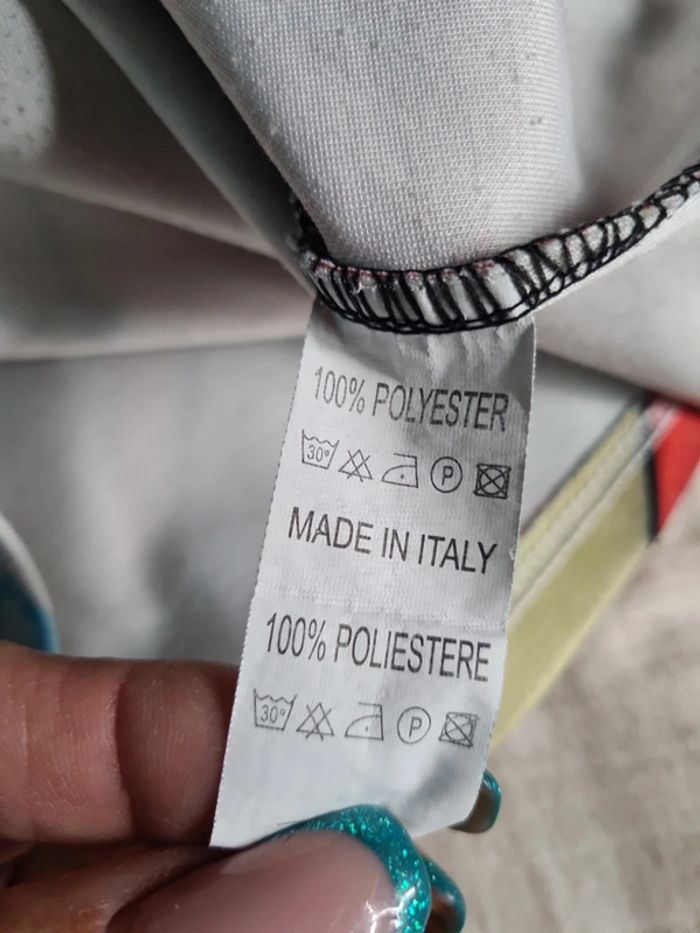 100% POLYESTER
30° P
MADE IN ITALY
100% POLIESTERE
30° P